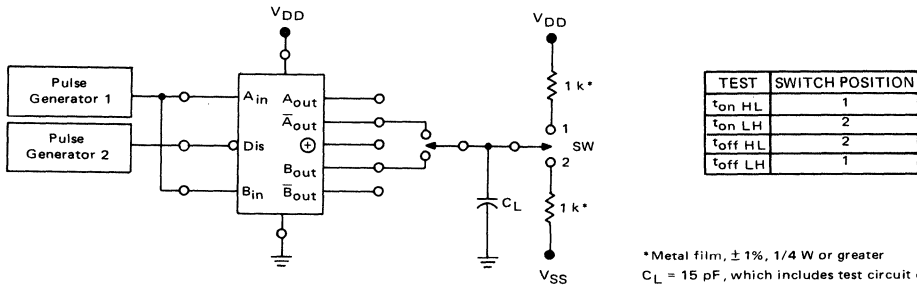 VDD
Pulse
Generator 1
Pulse
Generator 2
Ain
Dis
Bin
Aout
A̅out
⊕
Bout
B̅out
CL
VDD
1 k*
1
SW
2
1 k*
VSS
TEST SWITCH POSITION
ton HL 1
ton LH 2
toff HL 2
toff LH 1
*Metal film, ± 1%, 1/4 W or greater
CL = 15 pF, which includes test circuit